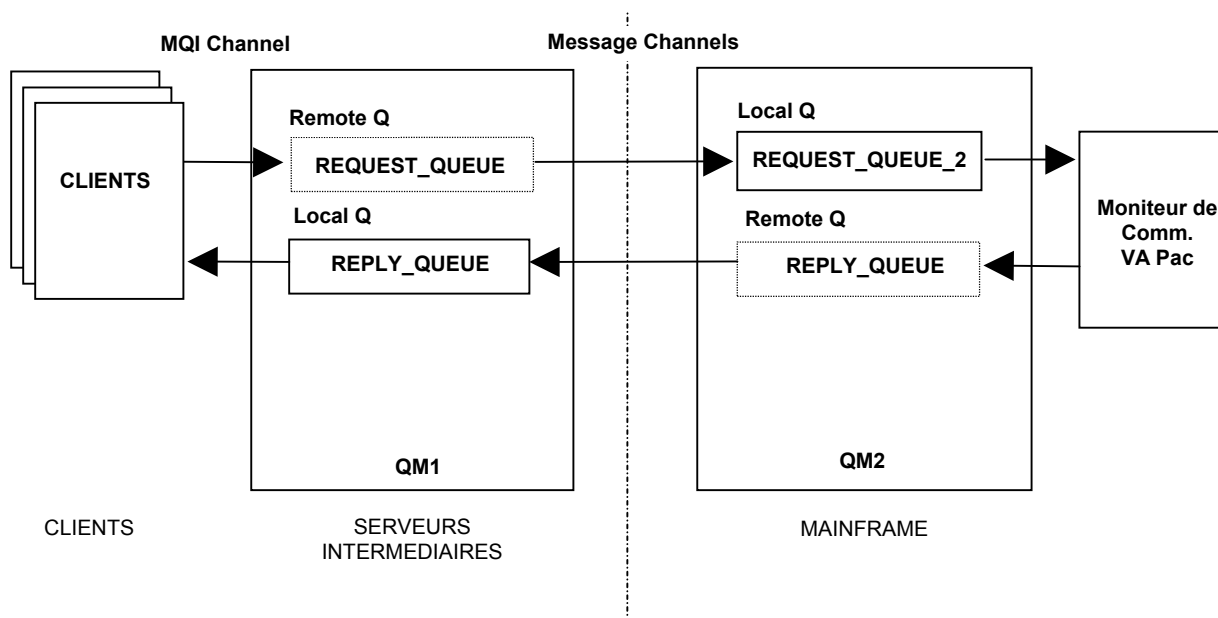 MQI Channel
Message Channels
CLIENTS
Remote Q
REQUEST_QUEUE
Local Q
REPLY_QUEUE
QM1
Local Q
REQUEST_QUEUE_2
Remote Q
REPLY_QUEUE
QM2
Moniteur de
Comm.
VA Pac
CLIENTS
SERVEURS
INTERMEDIAIRES
MAINFRAME